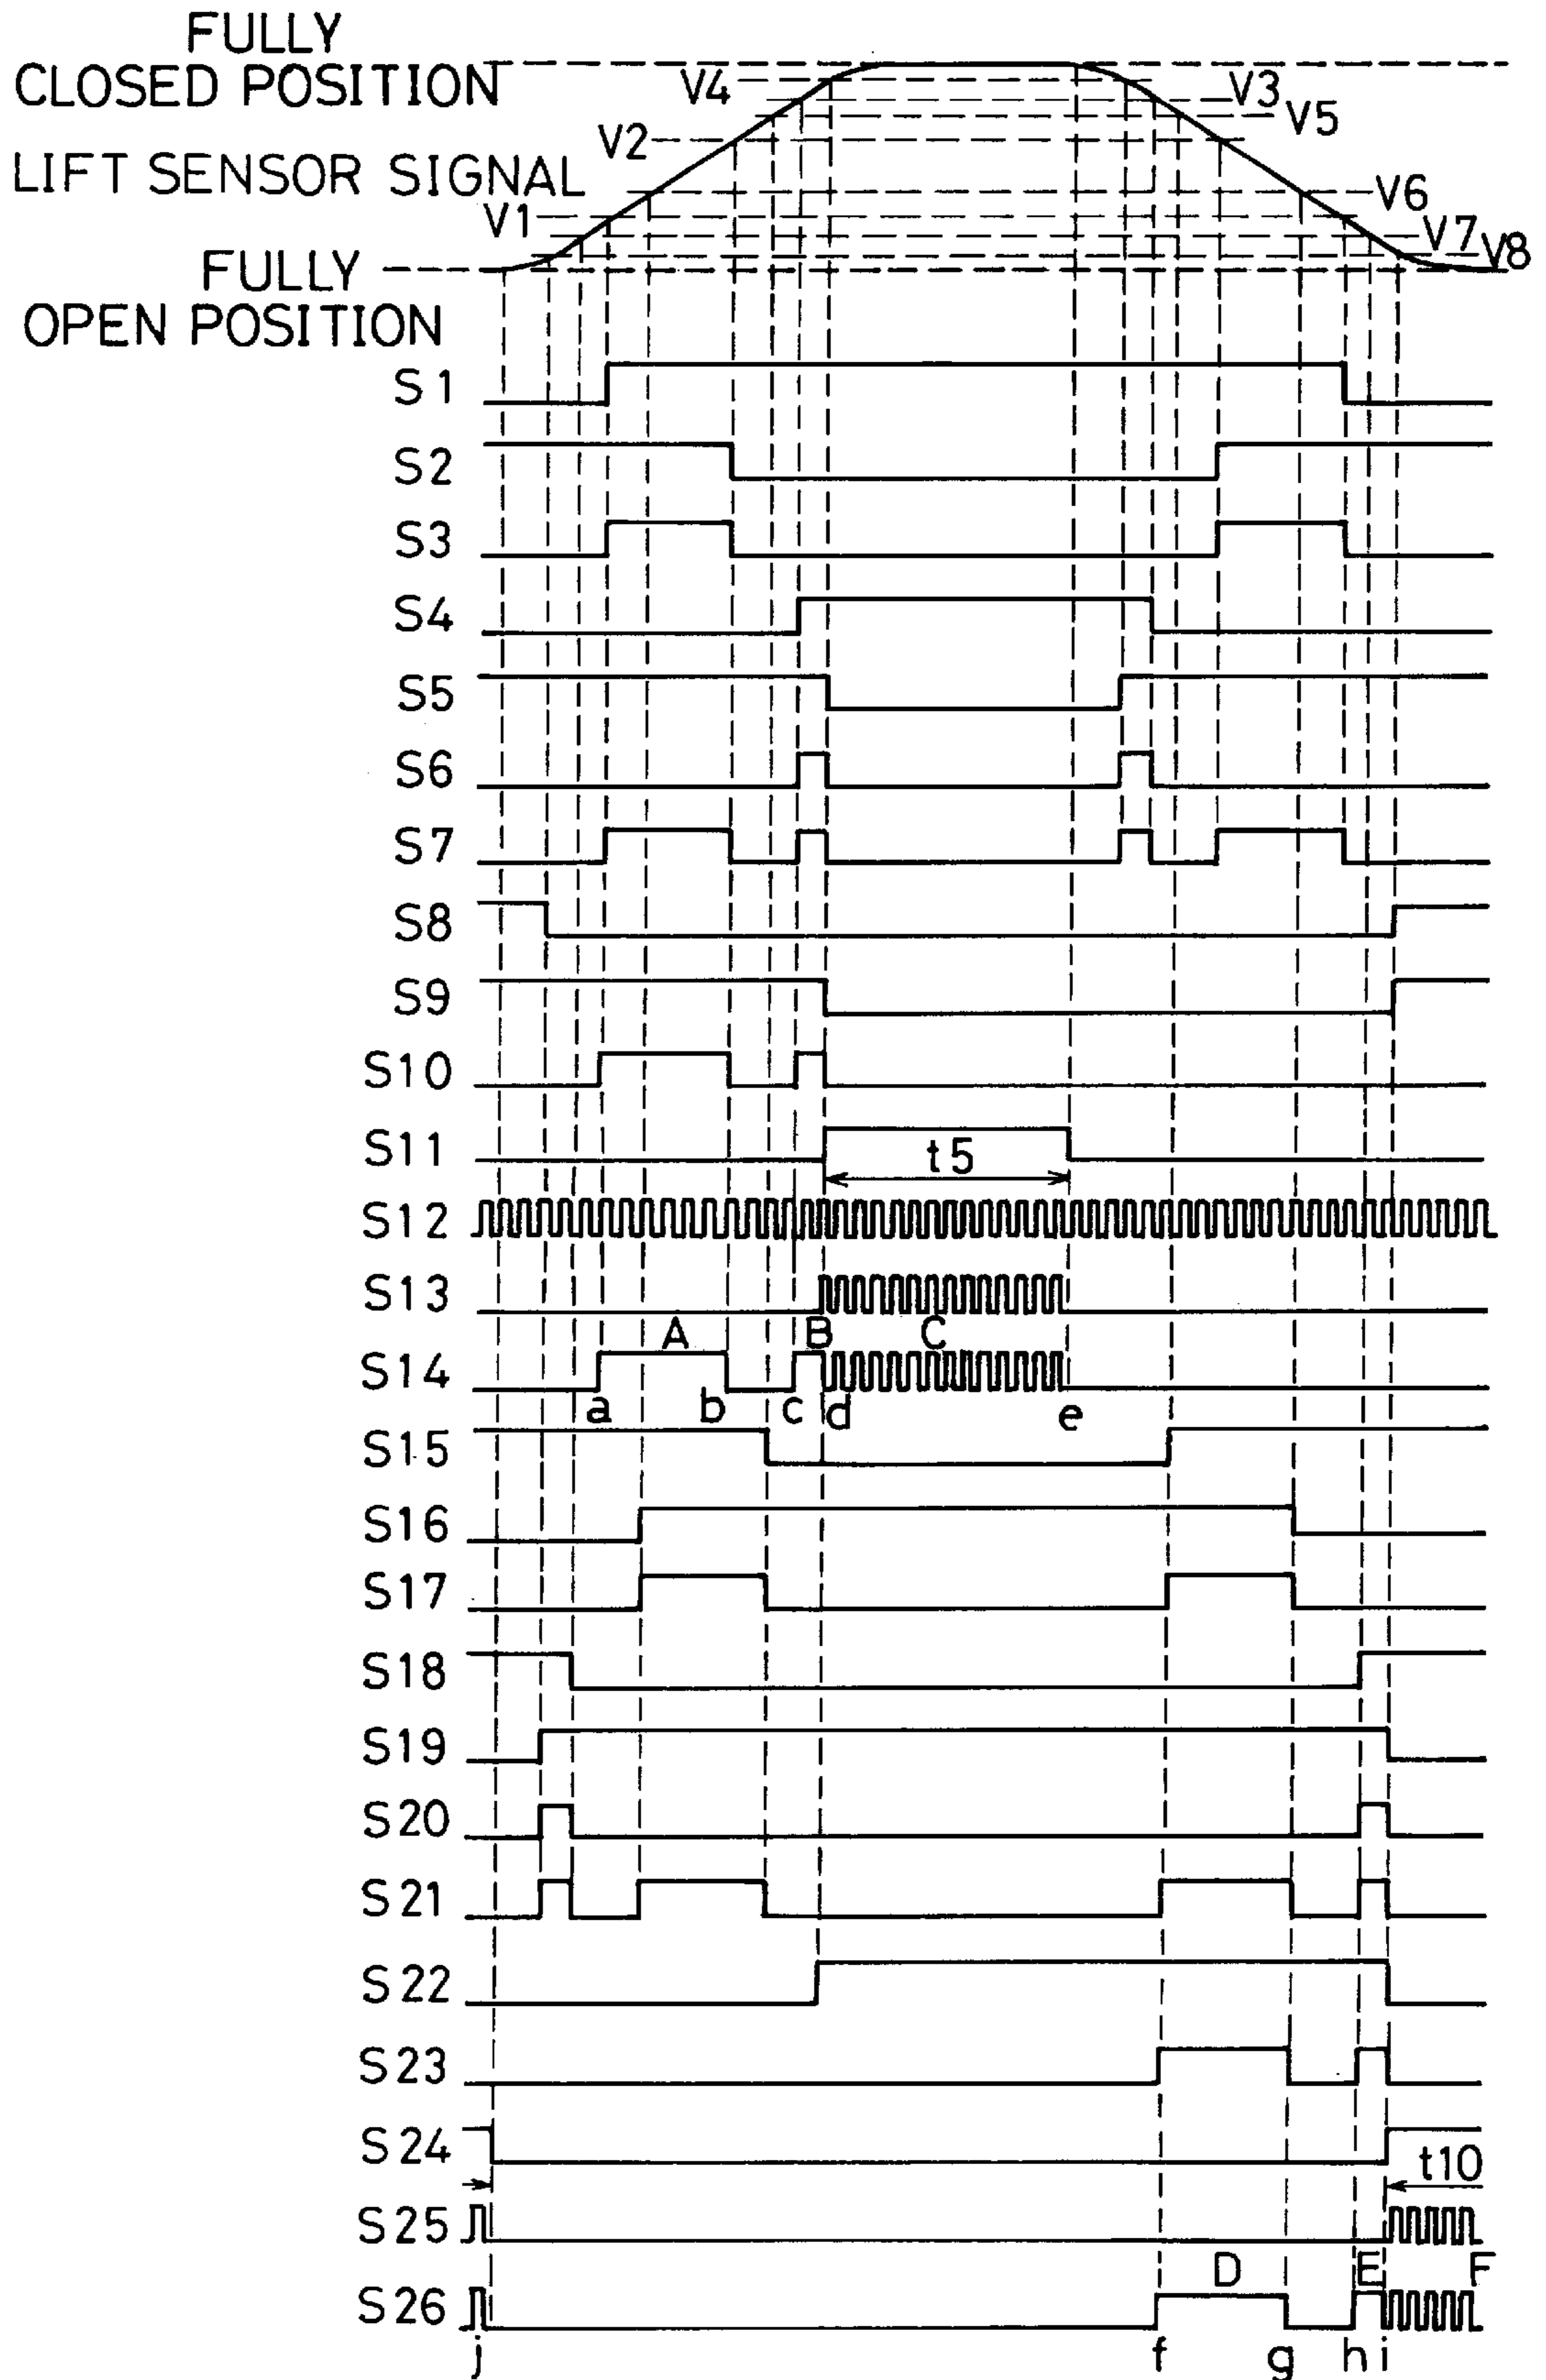 FULLY
CLOSED POSITION
V4
V3
V5
V2
LIFT SENSOR SIGNAL
V6
V1
V7
V8
FULLY
OPEN POSITION
S1
S2
S3
S4
S5
S6
S7
S8
S9
S10
S11
t5
S12
S13
A B C
S14
a b c d e
S15
S16
S17
S18
S19
S20
S21
S22
S23
S24
t10
S25
D E F
S26
j f g h i